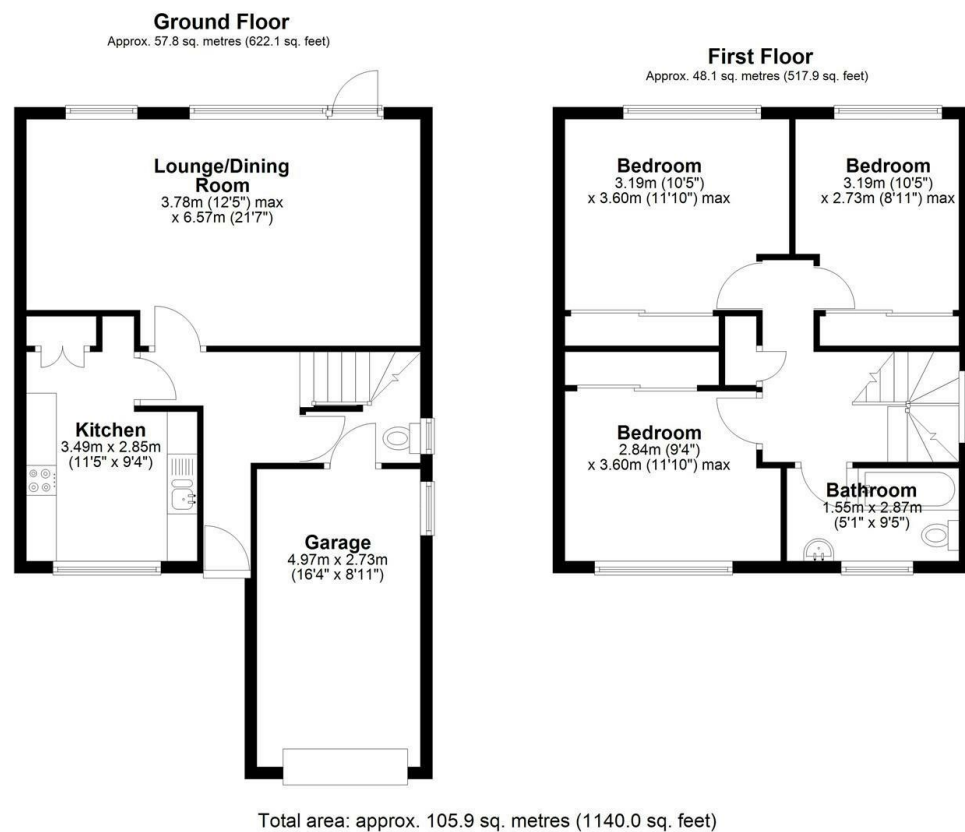 Ground Floor
Approx. 57.8 sq. metres (622.1 sq. feet)
Lounge/Dining
Room
3.78m (12'5") max
x 6.57m (21'7")
Kitchen
3.49m x 2.85m
(11'5" x 9'4")
Garage
4.97m x 2.73m
(16'4" x 8'11")
First Floor
Approx. 48.1 sq. metres (517.9 sq. feet)
Bedroom
3.19m (10'5")
x 3.60m (11'10") max
Bedroom
3.19m (10'5")
x 2.73m (8'11") max
Bedroom
2.84m (9'4")
x 3.60m (11'10") max
Bathroom
1.55m x 2.87m
(5'1" x 9'5")
Total area: approx. 105.9 sq. metres (1140.0 sq. feet)